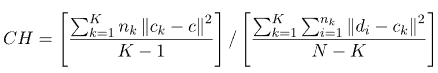 $CH = \left[ \frac{\sum_{k=1}^{K} n_k \left\| c_k - c \right\|^2}{K-1} \right] / \left[ \frac{\sum_{k=1}^{K} \sum_{i=1}^{n_k} \left\| d_i - c_k \right\|^2}{N-K} \right]$